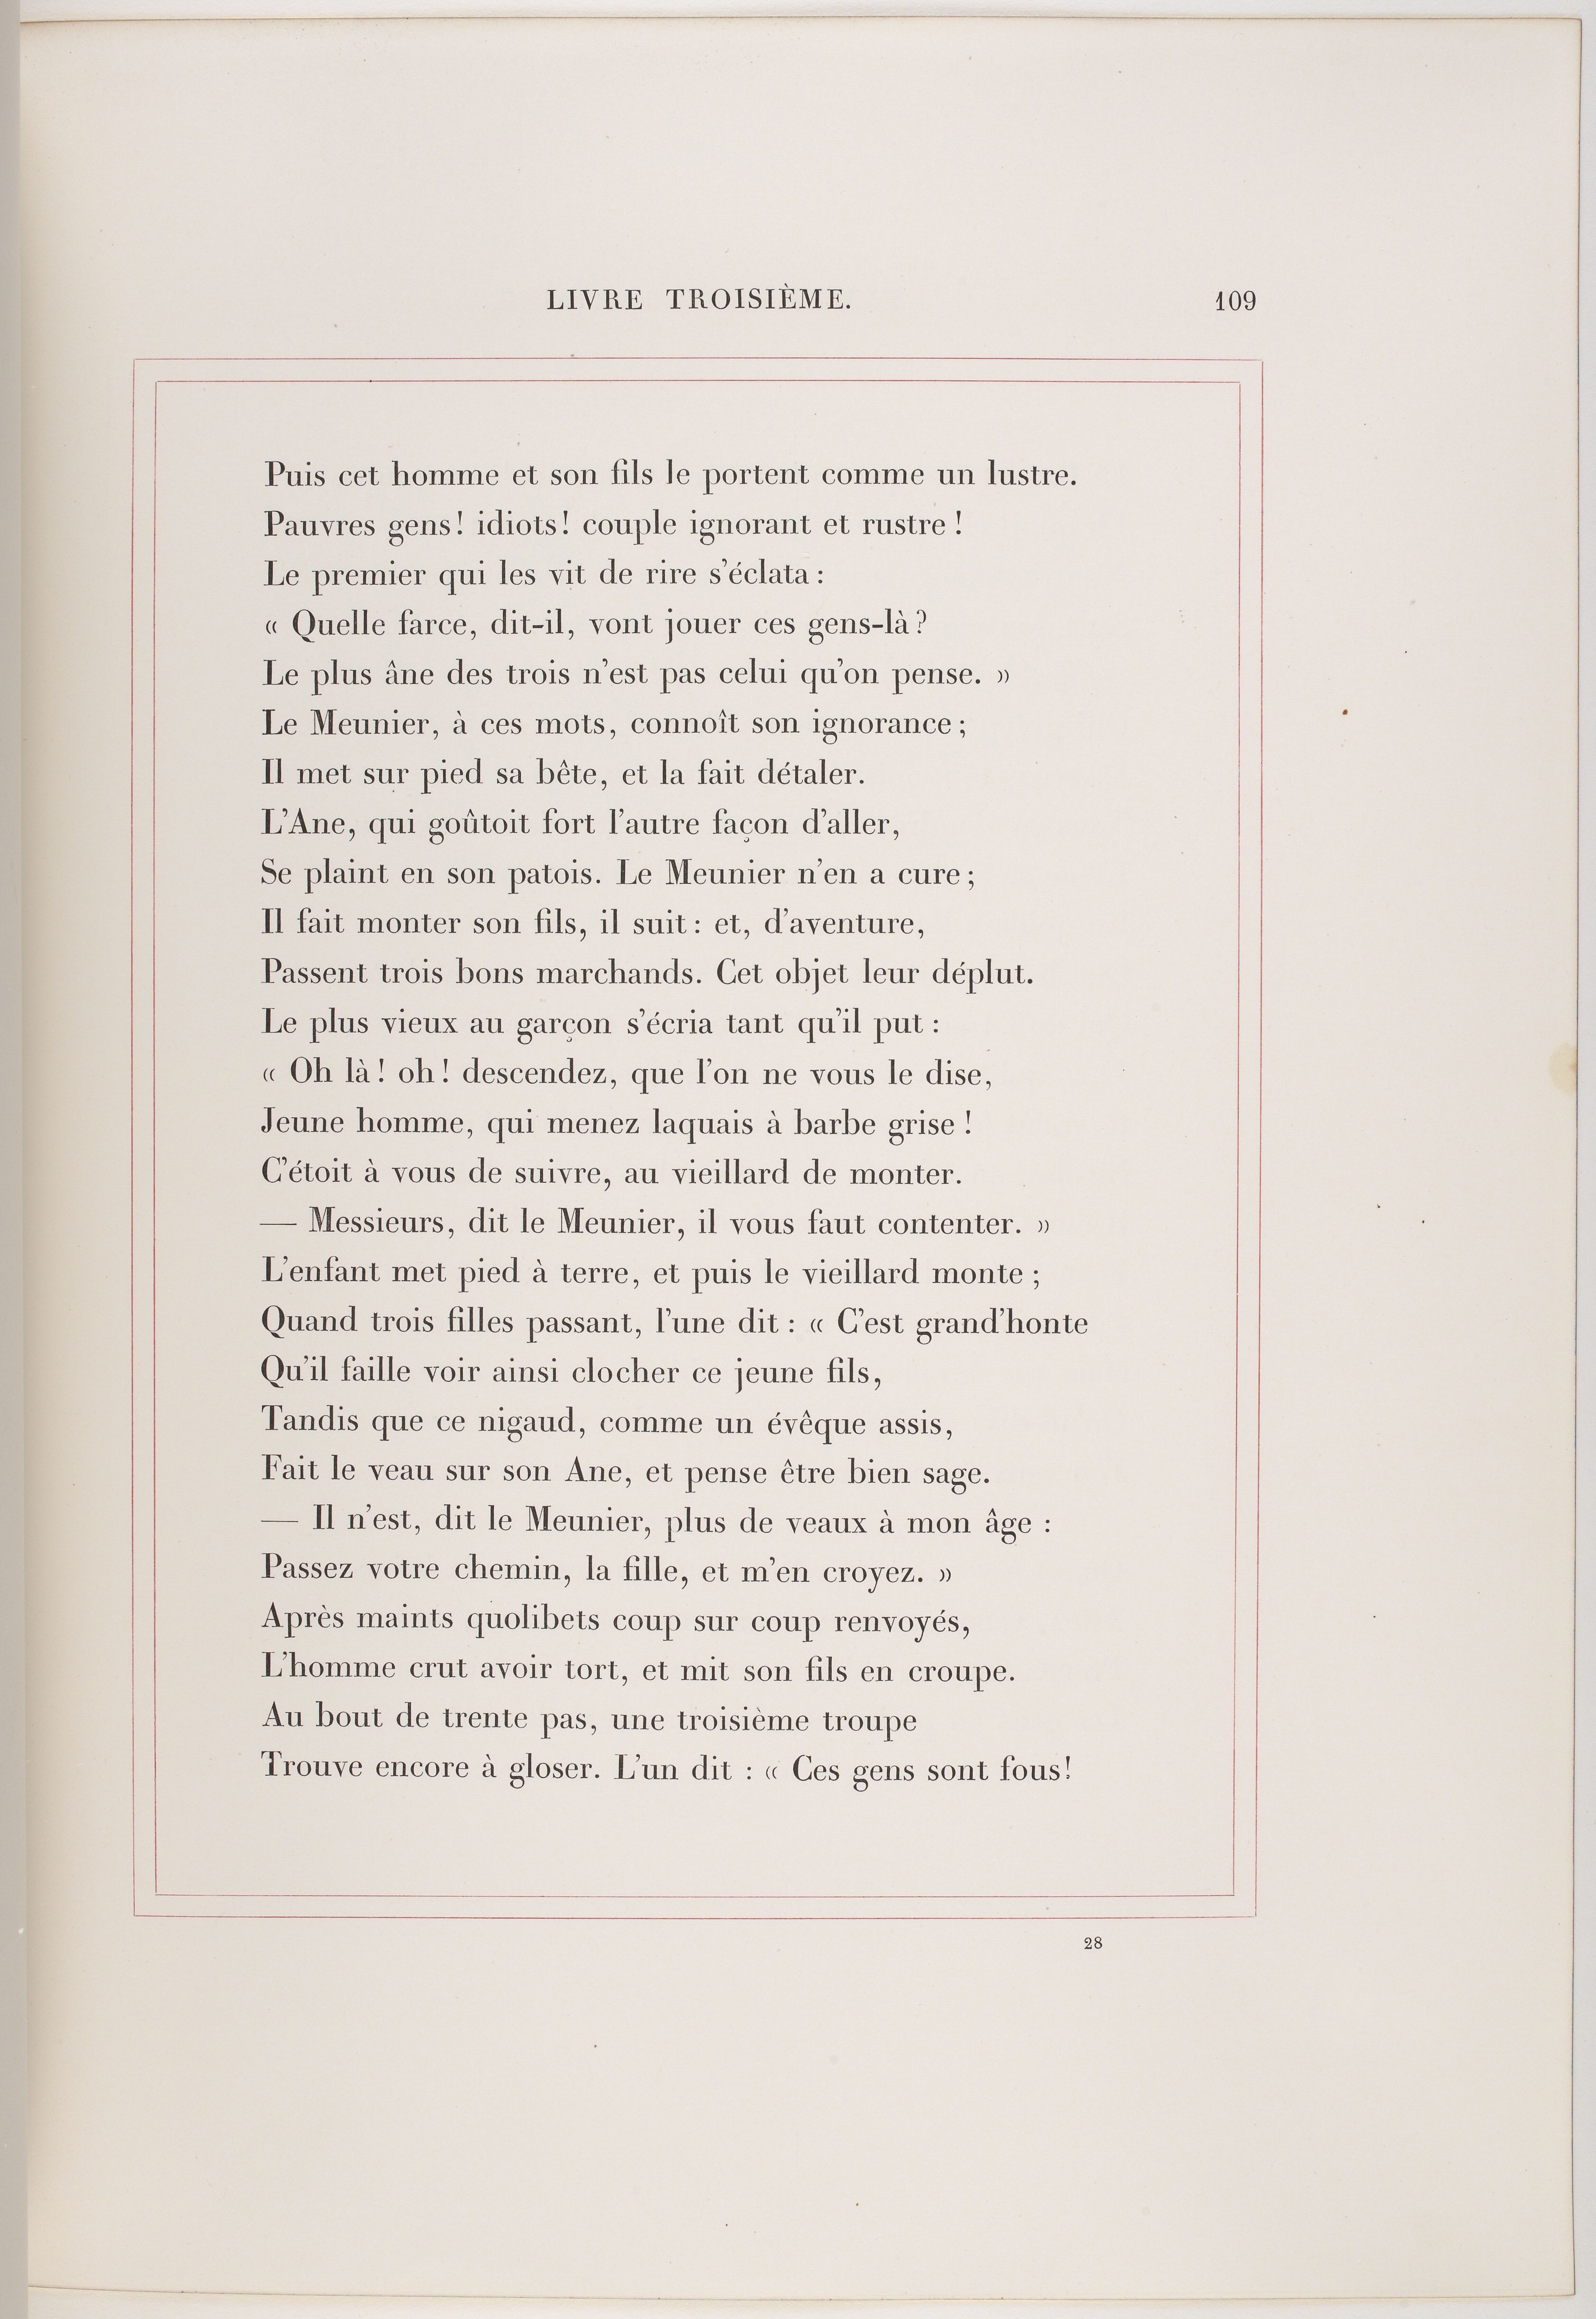 LIVRE TROISIÈME.
109
Puis cet homme et son fils le portent comme un lustre.
Pauvres gens! idiots! couple ignorant et rustre !
Le premier qui les vit de rire s'éclata :
« Quelle farce, dit-il, vont jouer ces gens-là ?
Le plus âne des trois n'est pas celui qu'on pense. »
Le Meunier, à ces mots, connoît son ignorance ;
Il met sur pied sa bête, et la fait détaler.
L'Ane, qui goûtoit fort l'autre façon d'aller,
Se plaint en son patois. Le Meunier n'en a cure ;
Il fait monter son fils, il suit : et, d'aventure,
Passent trois bons marchands. Cet objet leur déplut.
Le plus vieux au garçon s'écria tant qu'il put :
« Oh là! oh! descendez, que l'on ne vous le dise,
Jeune homme, qui menez laquais à barbe grise !
C'étoit à vous de suivre, au vieillard de monter.
— Messieurs, dit le Meunier, il vous faut contenter. »
L'enfant met pied à terre, et puis le vieillard monte ;
Quand trois filles passant, l'une dit : « C'est grand'honte
Qu'il faille voir ainsi clocher ce jeune fils,
Tandis que ce nigaud, comme un évêque assis,
Fait le veau sur son Ane, et pense être bien sage.
— Il n'est, dit le Meunier, plus de veaux à mon âge :
Passez votre chemin, la fille, et m'en croyez. »
Après maints quolibets coup sur coup renvoyés,
L'homme crut avoir tort, et mit son fils en croupe.
Au bout de trente pas, une troisième troupe
Trouve encore à gloser. L'un dit : « Ces gens sont fous!
28